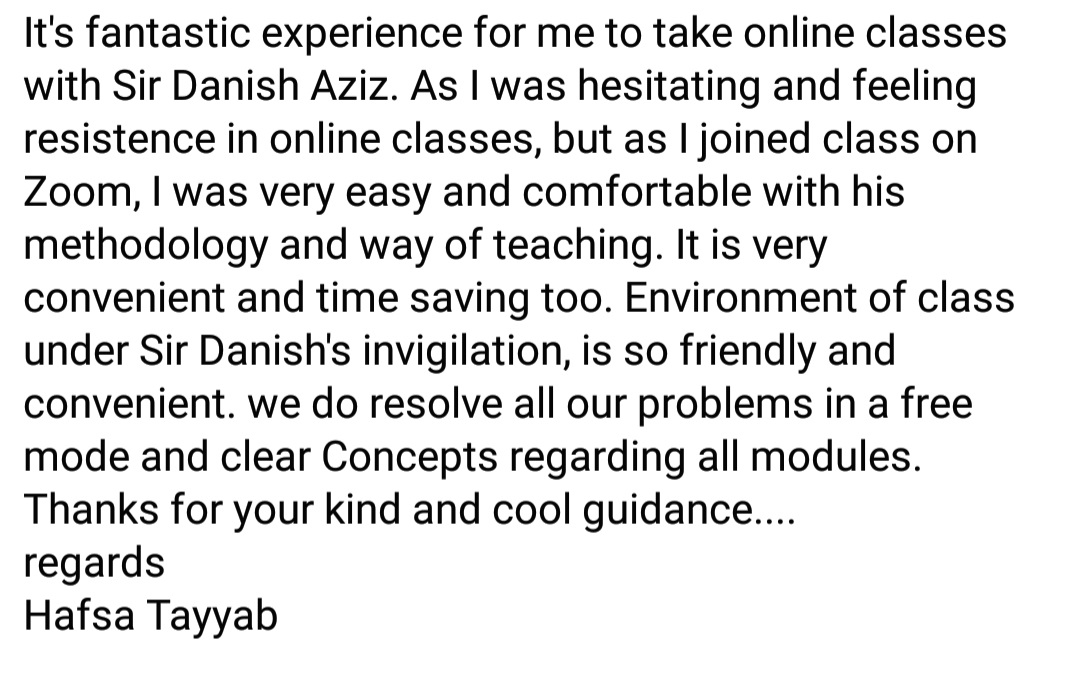 It's fantastic experience for me to take online classes
with Sir Danish Aziz. As I was hesitating and feeling
resistence in online classes, but as I joined class on
Zoom, I was very easy and comfortable with his
methodology and way of teaching. It is very
convenient and time saving too. Environment of class
under Sir Danish's invigilation, is so friendly and
convenient. we do resolve all our problems in a free
mode and clear Concepts regarding all modules.
Thanks for your kind and cool guidance....
regards
Hafsa Tayyab